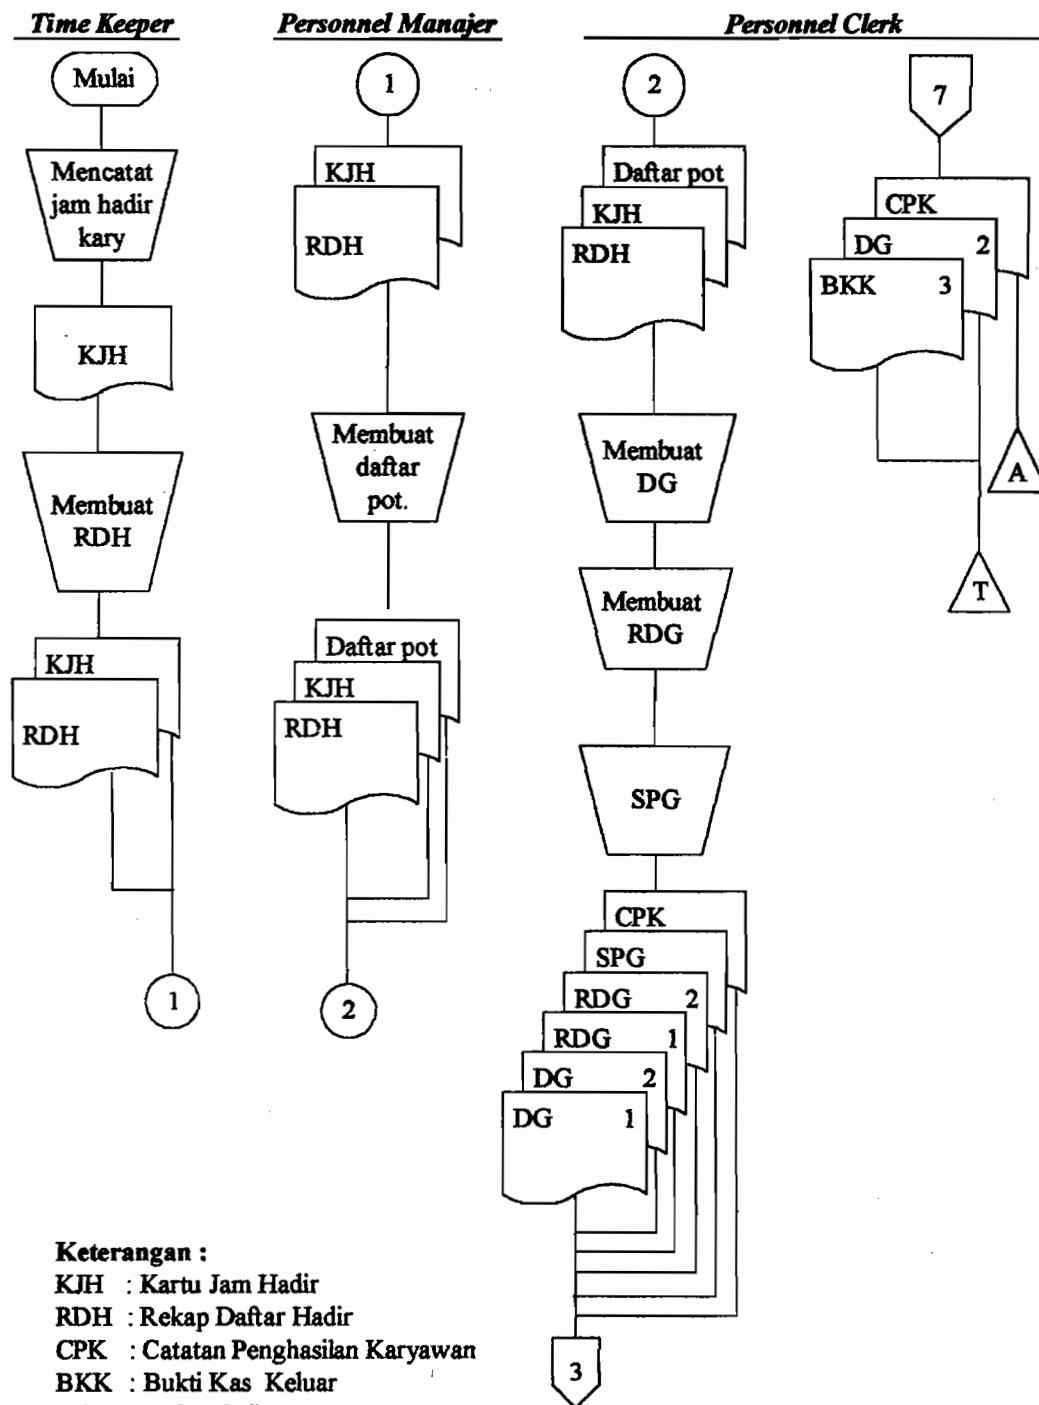 Time Keeper
Mulai
Mencatat
jam hadir
kary
KJH
Membuat
RDH
KJH
RDH
1
Personnel Manajer
1
KJH
RDH
Membuat
daftar
pot.
Daftar pot
KJH
RDH
2
Personnel Clerk
2
Daftar pot
KJH
RDH
Membuat
DG
Membuat
RDG
SPG
CPK
SPG
RDG 2
RDG 1
DG 2
DG 1
3
7
CPK
DG 2
BKK 3
A
T
Keterangan :
KJH : Kartu Jam Hadir
RDH : Rekap Daftar Hadir
CPK : Catatan Penghasilan Karyawan
BKK : Bukti Kas Keluar